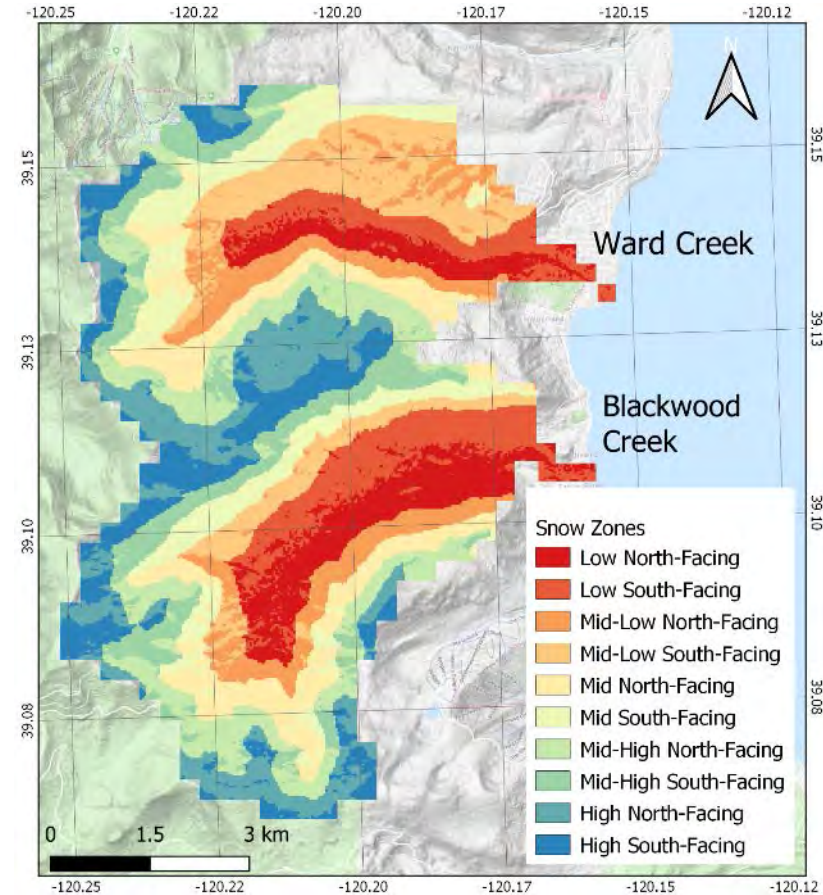 -120.25 -120.22 -120.20 -120.17 -120.15 -120.12
N
39.15 39.15
Ward Creek
39.13 39.13
Blackwood
Creek
39.10 39.10
Snow Zones
Low North-Facing
Low South-Facing
Mid-Low North-Facing
Mid-Low South-Facing
Mid North-Facing
Mid South-Facing
Mid-High North-Facing
Mid-High South-Facing
High North-Facing
High South-Facing
39.08 39.08
0 1.5 3 km
-120.25 -120.22 -120.20 -120.17 -120.15 -120.12